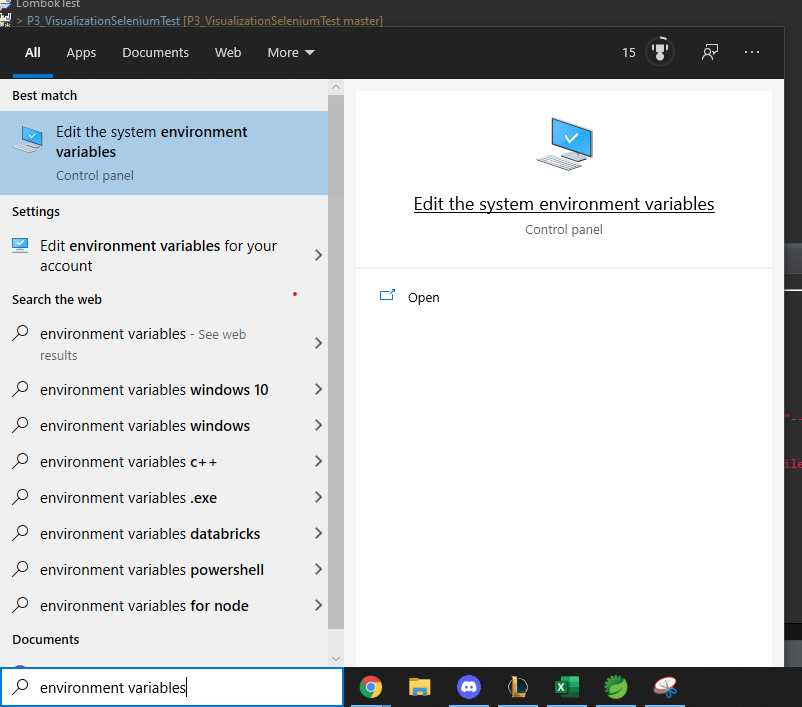 LombokTest
> P3_VisualizationSeleniumTest [P3_VisualizationSeleniumTest master]
All Apps Documents Web More 15 ...
Best match
Edit the system environment
variables
Control panel
Settings
Edit environment variables for your
account
Search the web
environment variables - See web
results
environment variables windows 10
environment variables windows
environment variables c++
environment variables .exe
environment variables databricks
environment variables powershell
environment variables for node
Documents
environment variables
Edit the system environment variables
Control panel
Open